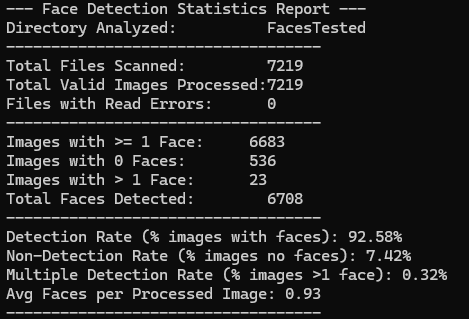 --- Face Detection Statistics Report ---
Directory Analyzed:          FacesTested
-----------------------------------
Total Files Scanned:         7219
Total Valid Images Processed:7219
Files with Read Errors:      0
-----------------------------------
Images with >= 1 Face:     6683
Images with 0 Faces:       536
Images with > 1 Face:      23
Total Faces Detected:        6708
-----------------------------------
Detection Rate (% images with faces): 92.58%
Non-Detection Rate (% images no faces): 7.42%
Multiple Detection Rate (% images >1 face): 0.32%
Avg Faces per Processed Image: 0.93
-----------------------------------